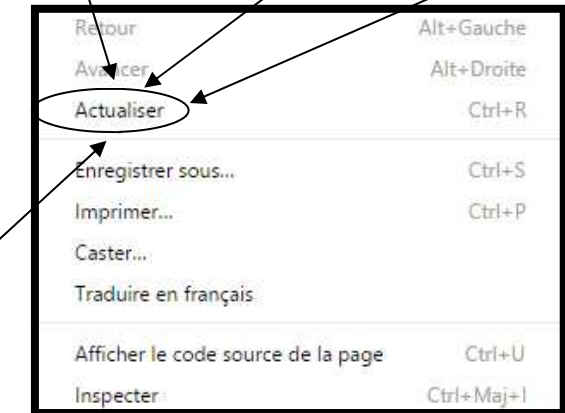 Retour Alt+Gauche
Avancer Alt+Droite
Actualiser Ctrl+R
Enregistrer sous... Ctrl+S
Imprimer... Ctrl+P
Caster...
Traduire en français
Afficher le code source de la page Ctrl+U
Inspecter Ctrl+Maj+I